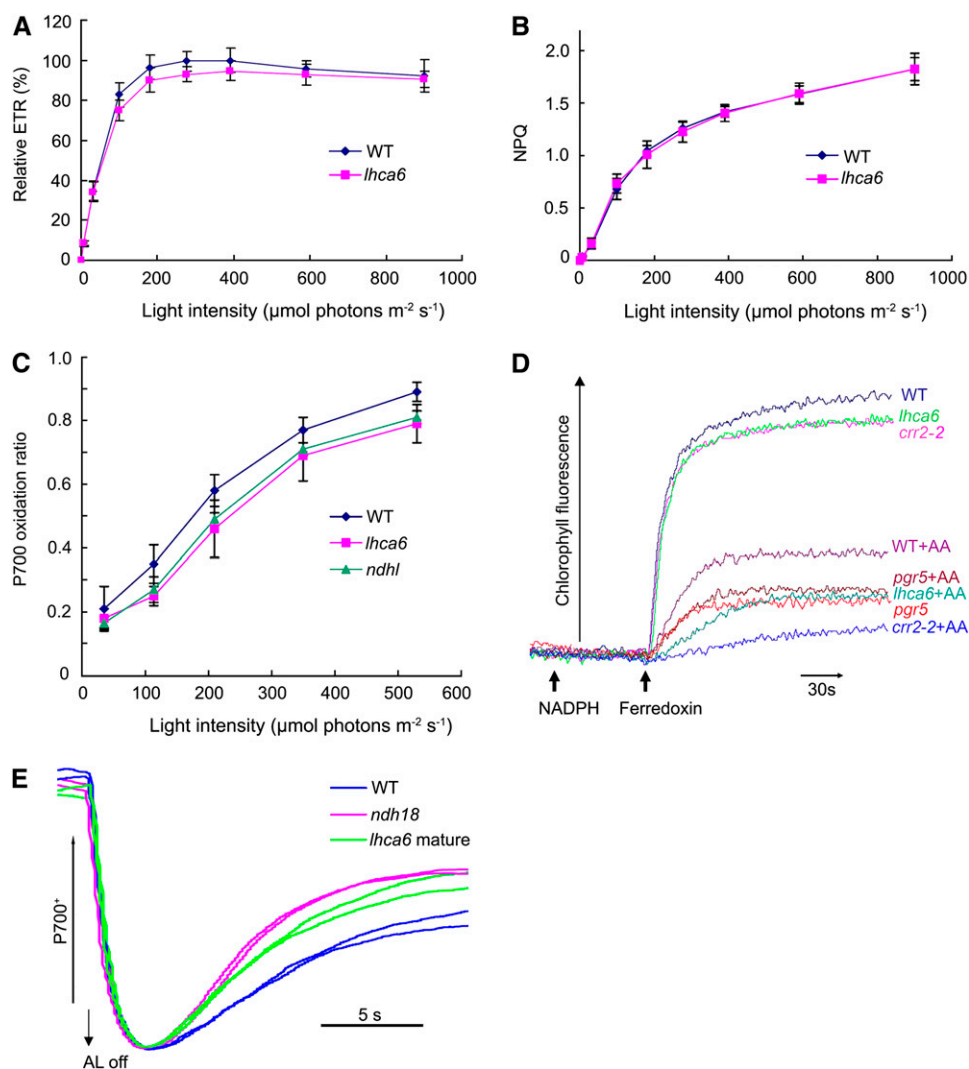 A
Relative ETR (%)
120
100
80
60
40
20
0
0 200 400 600 800 1000
Light intensity (µmol photons m⁻² s⁻¹)
WT
lhca6
B
NPQ
2.0
1.5
1.0
0.5
0
0 200 400 600 800 1000
Light intensity (µmol photons m⁻² s⁻¹)
WT
lhca6
C
P700 oxidation ratio
1.0
0.8
0.6
0.4
0.2
0
0 100 200 300 400 500 600
Light intensity (µmol photons m⁻² s⁻¹)
WT
lhca6
ndhl
D
Chlorophyll fluorescence
WT
lhca6
crr2-2
WT+AA
pgr5+AA
lhca6+AA
pgr5
crr2-2+AA
NADPH
Ferredoxin
30s
E
P700⁺
WT
ndh18
lhca6 mature
AL off
5 s